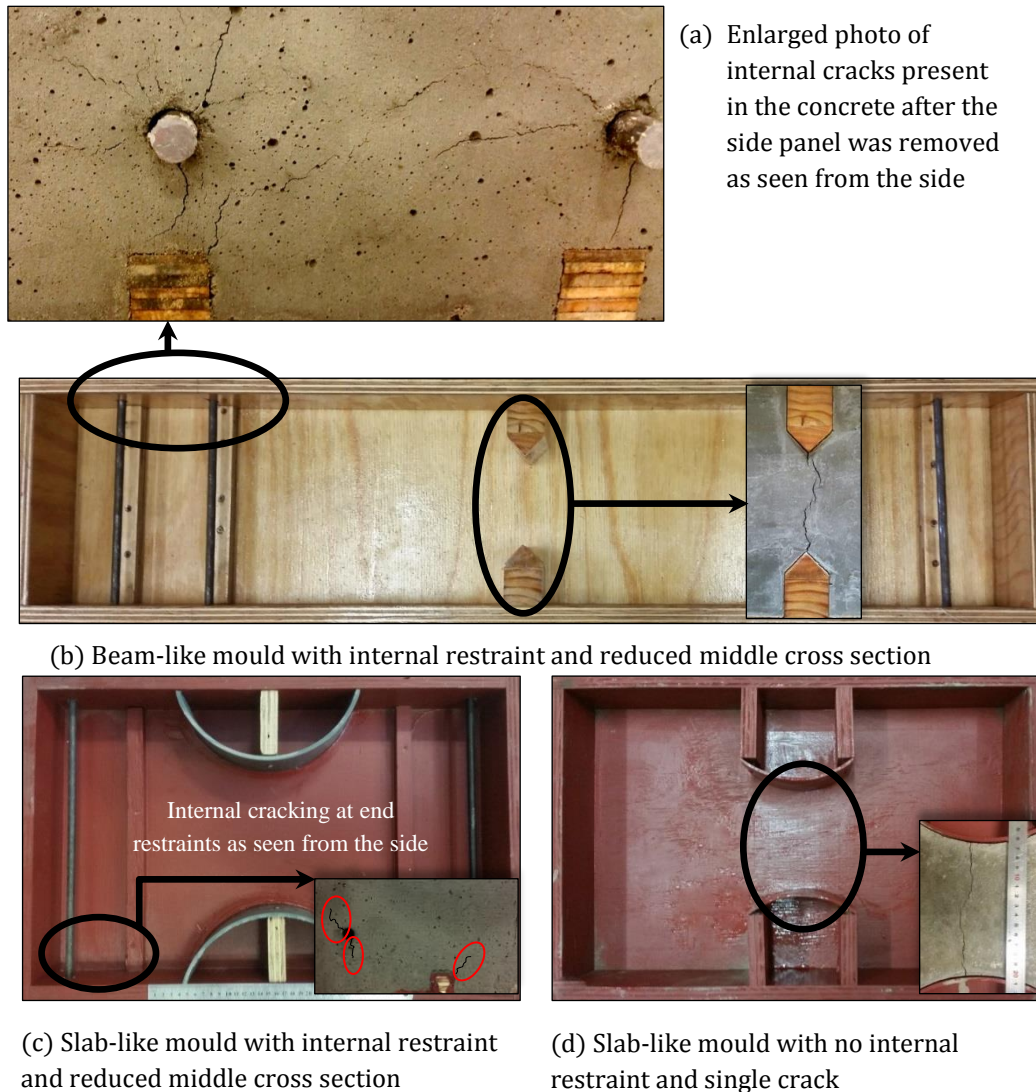 (a) Enlarged photo of
internal cracks present
in the concrete after the
side panel was removed
as seen from the side
(b) Beam-like mould with internal restraint and reduced middle cross section
Internal cracking at end
restraints as seen from the side
(c) Slab-like mould with internal restraint
and reduced middle cross section
(d) Slab-like mould with no internal
restraint and single crack